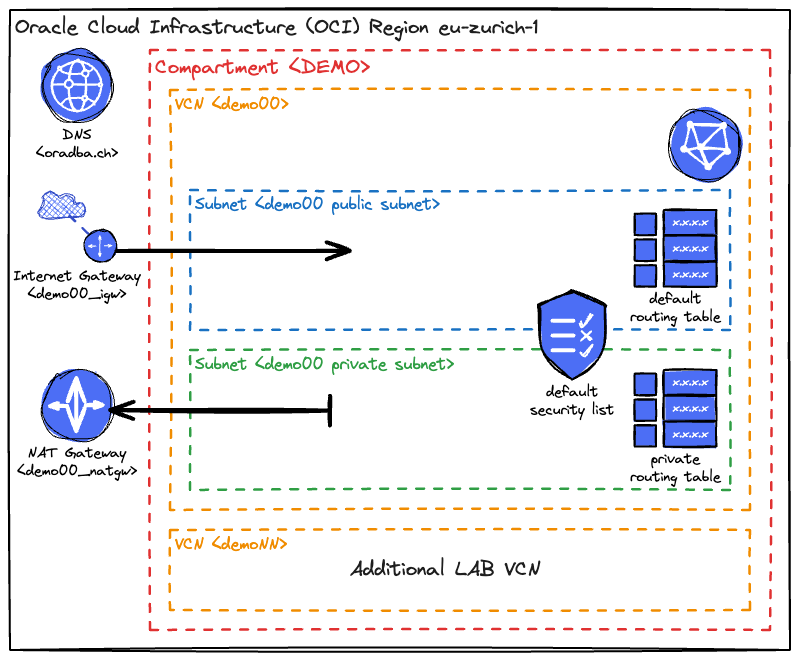 Oracle Cloud Infrastructure (OCI) Region eu-zurich-1
Compartment <DEMO>
DNS
<oradba.ch>
VCN <demo00>
Subnet <demo00 public subnet>
x.x.x.x
x.x.x.x
x.x.x.x
default
routing table
Internet Gateway
<demo00_igw>
default
security list
Subnet <demo00 private subnet>
x.x.x.x
x.x.x.x
x.x.x.x
private
routing table
NAT Gateway
<demo00_natgw>
VCN <demoNN>
Additional LAB VCN